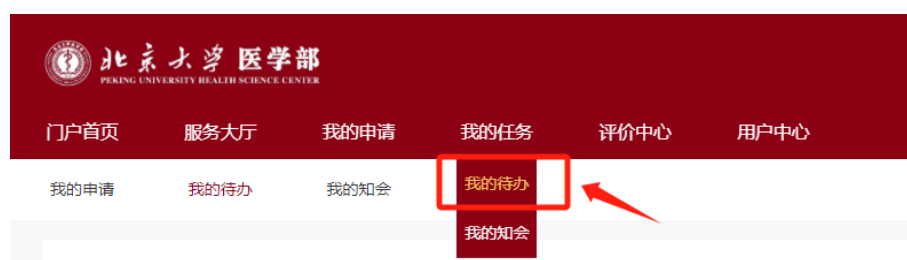 北京大学 医学部
PEKING UNIVERSITY HEALTH SCIENCE CENTER
门户首页 服务大厅 我的申请 我的任务 评价中心 用户中心
我的申请 我的待办 我的知会 我的待办
我的知会